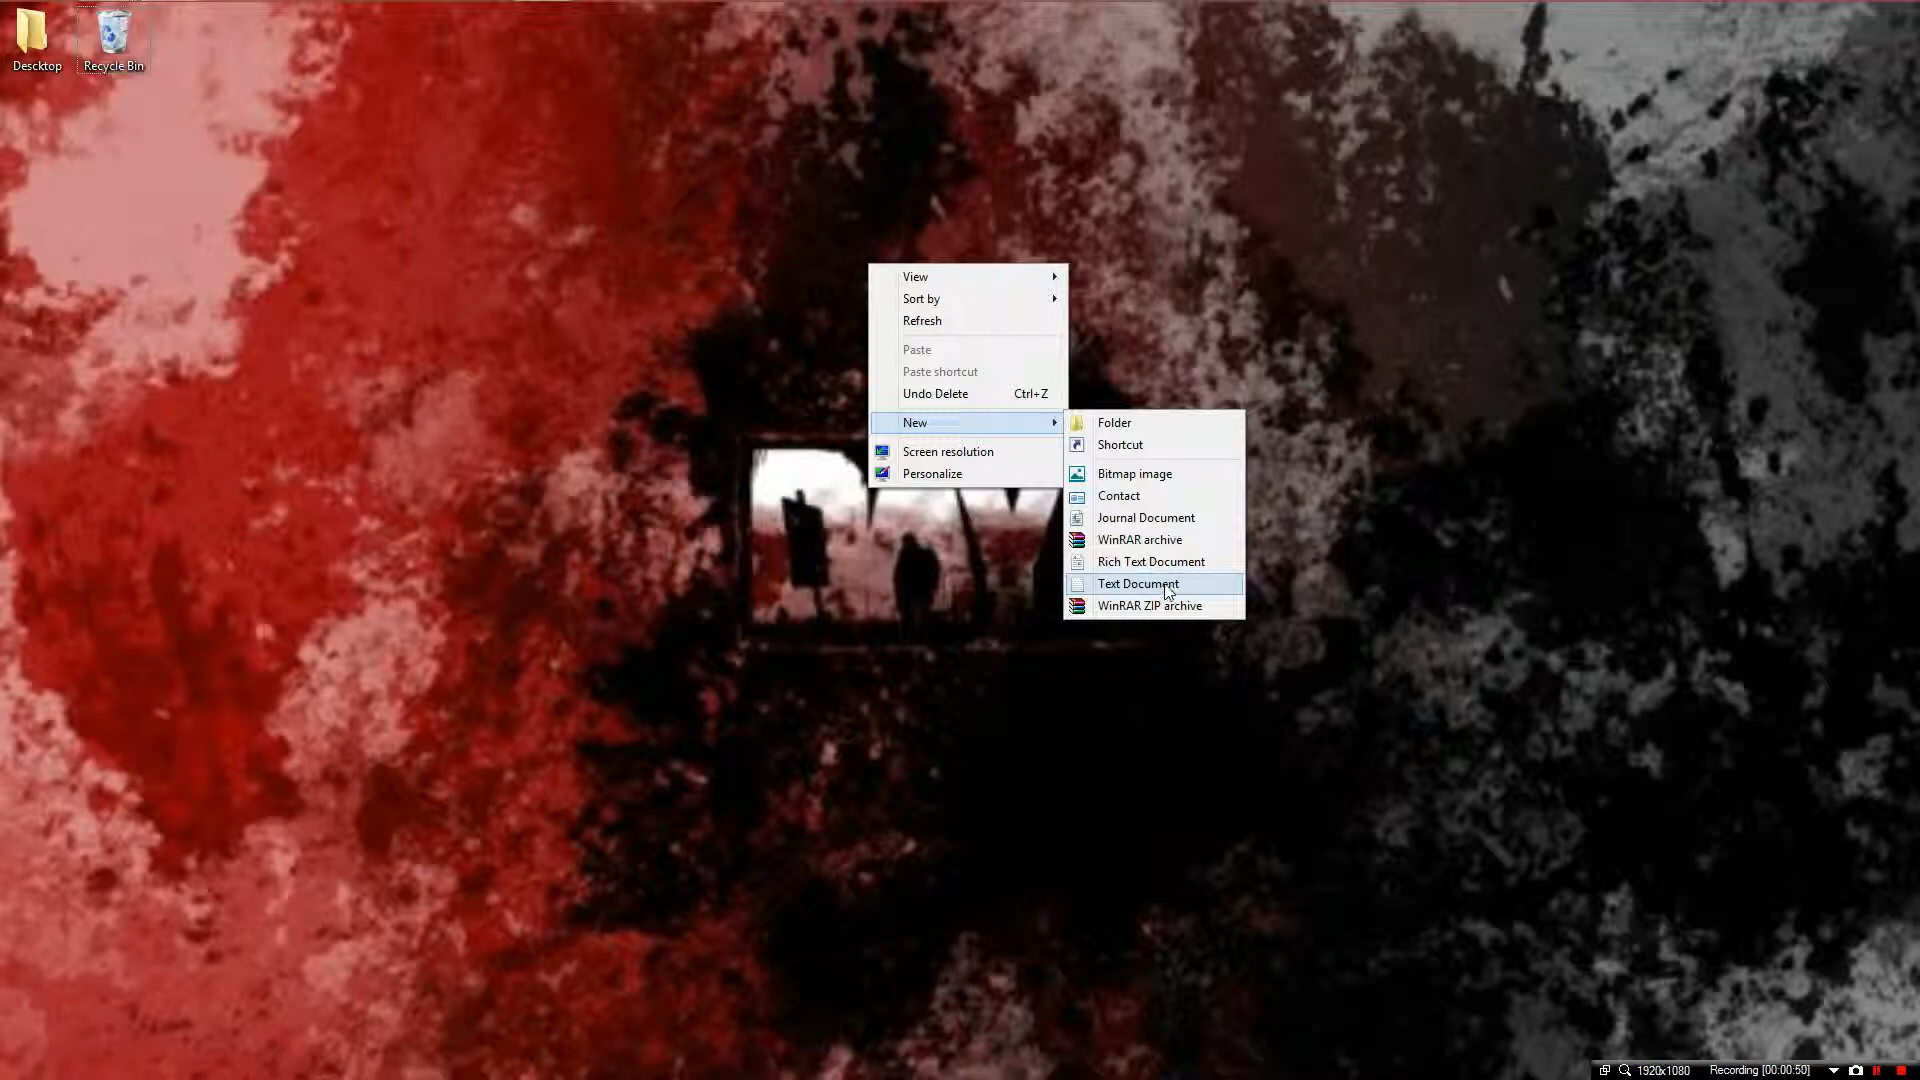 Descktop
Recycle Bin
View
Sort by
Refresh
Paste
Paste shortcut
Undo Delete Ctrl+Z
New
Screen resolution
Personalize
Folder
Shortcut
Bitmap image
Contact
Journal Document
WinRAR archive
Rich Text Document
Text Document
WinRAR ZIP archive
1920x1080 Recording [00:00:50]